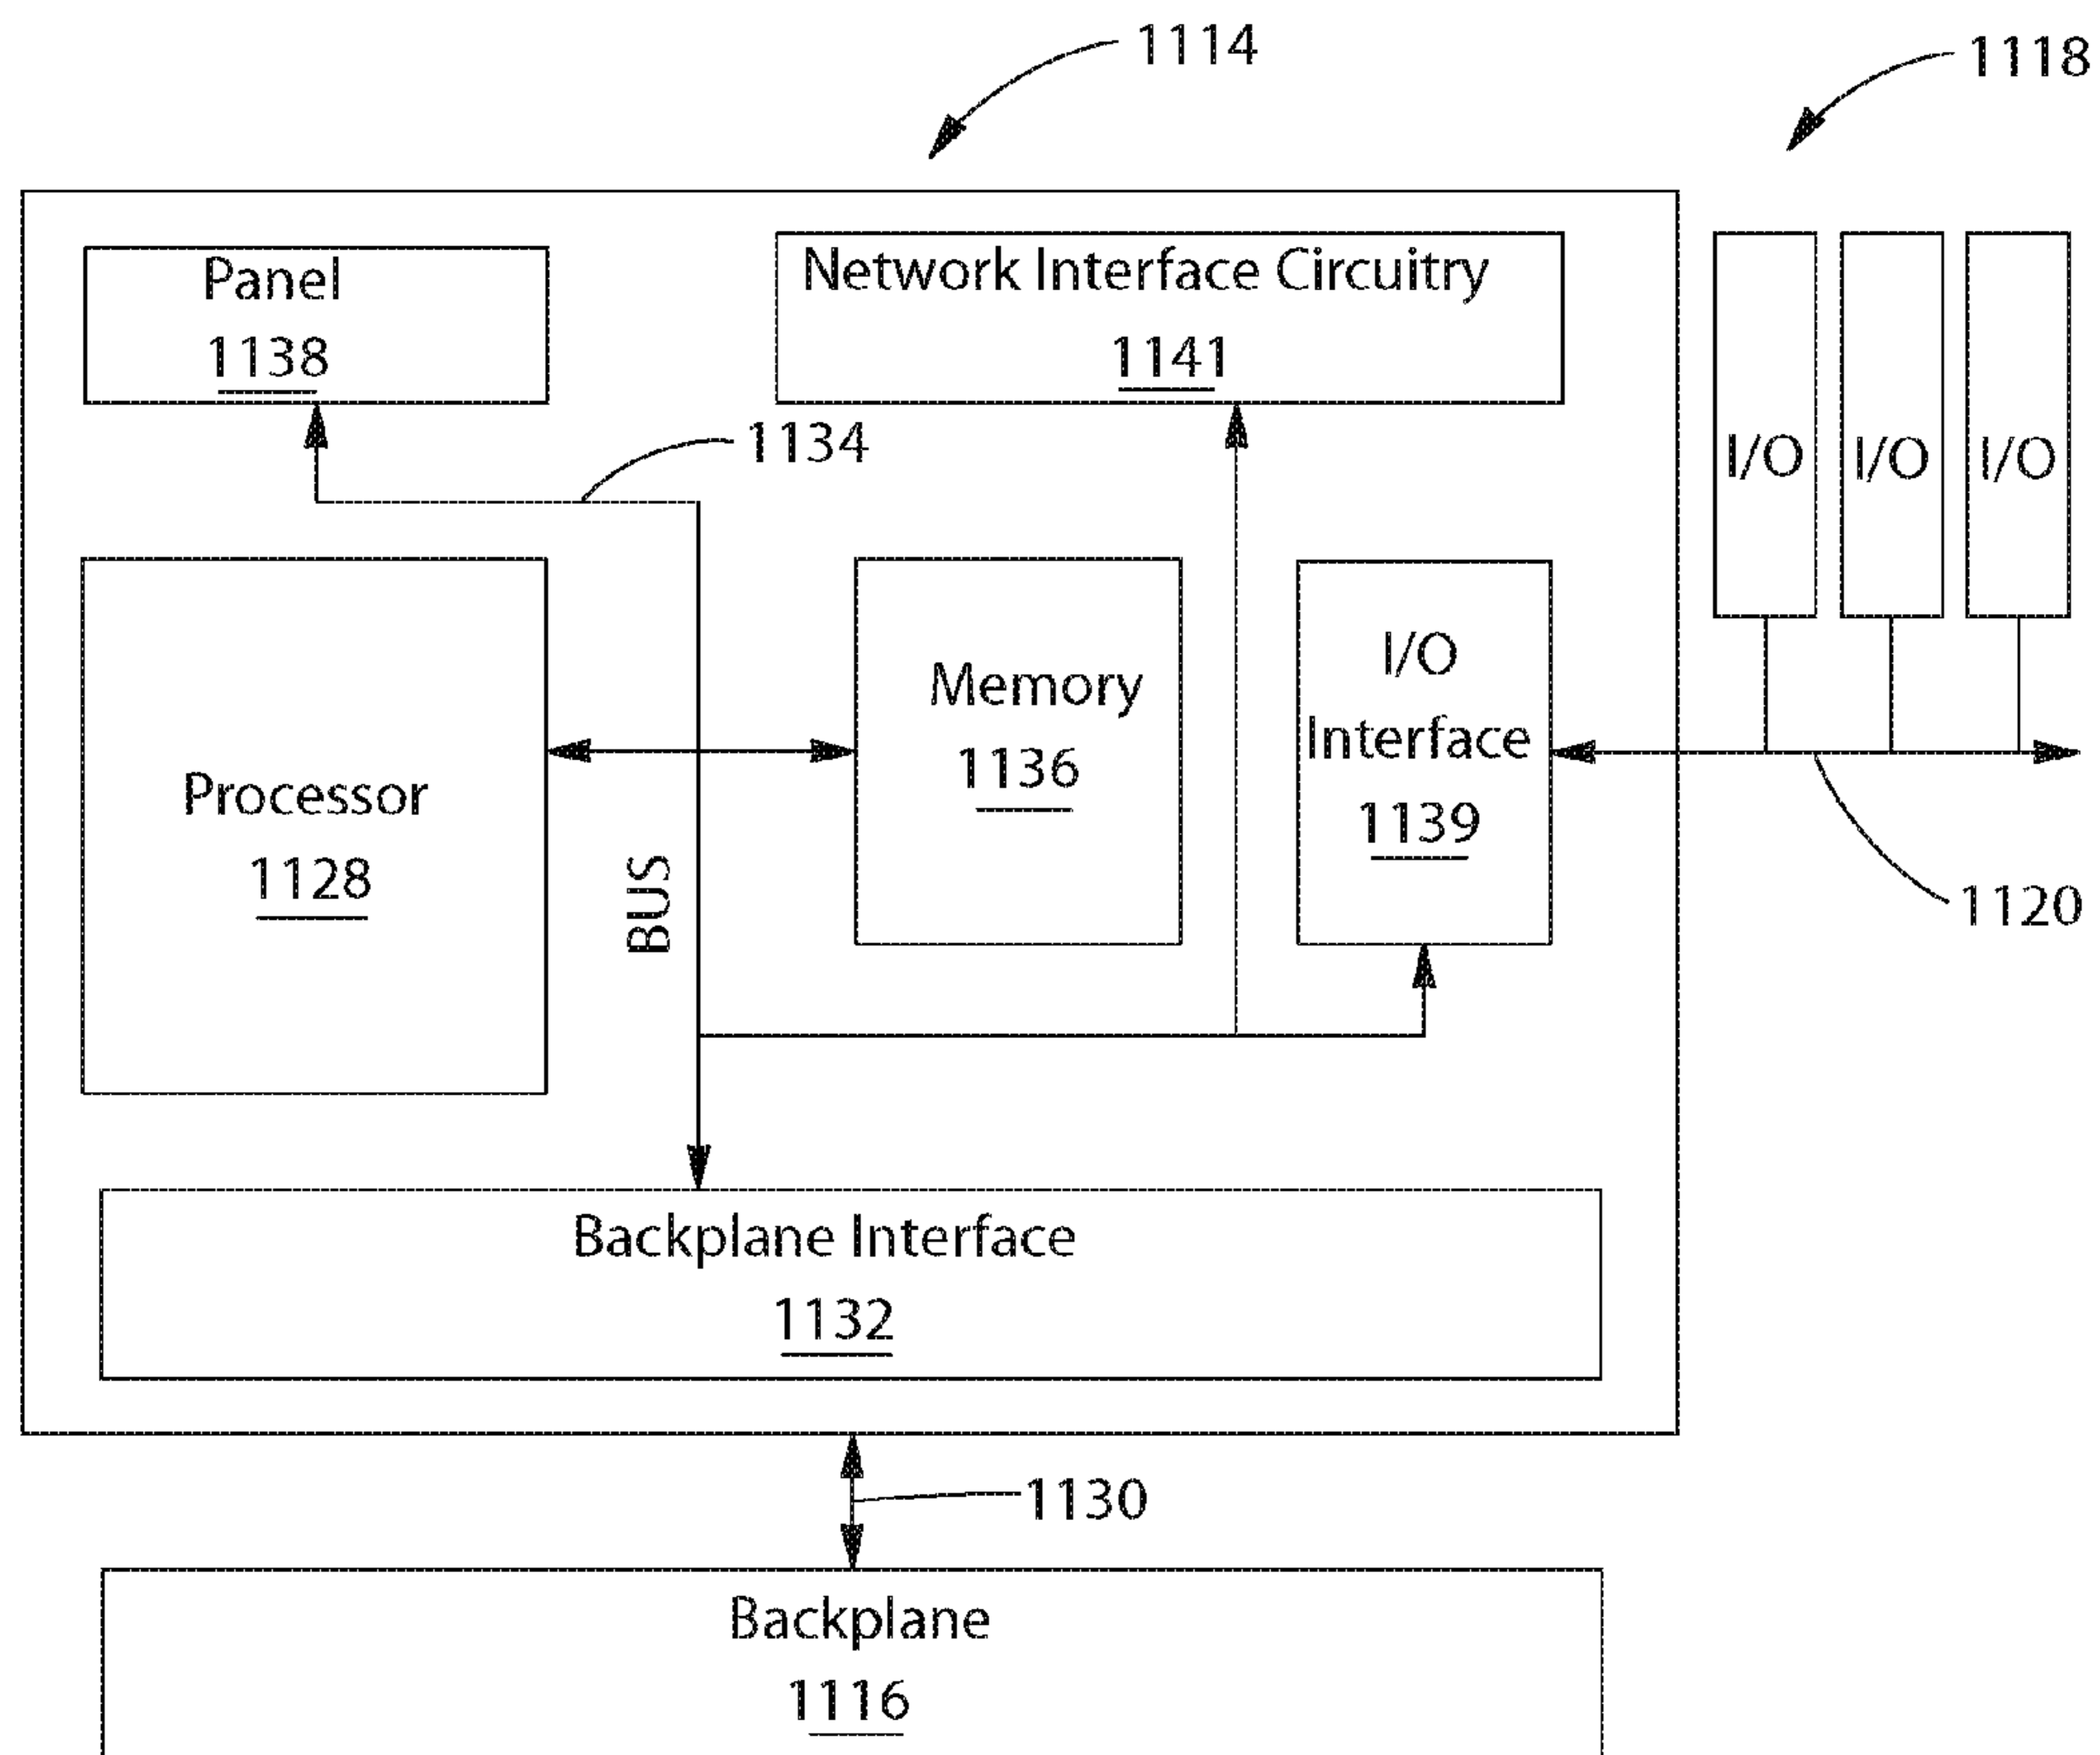 1114
1118
Panel
1138
Network Interface Circuitry
1141
1134
I/O
I/O
I/O
Processor
1128
BUS
Memory
1136
I/O
Interface
1139
1120
Backplane Interface
1132
1130
Backplane
1116